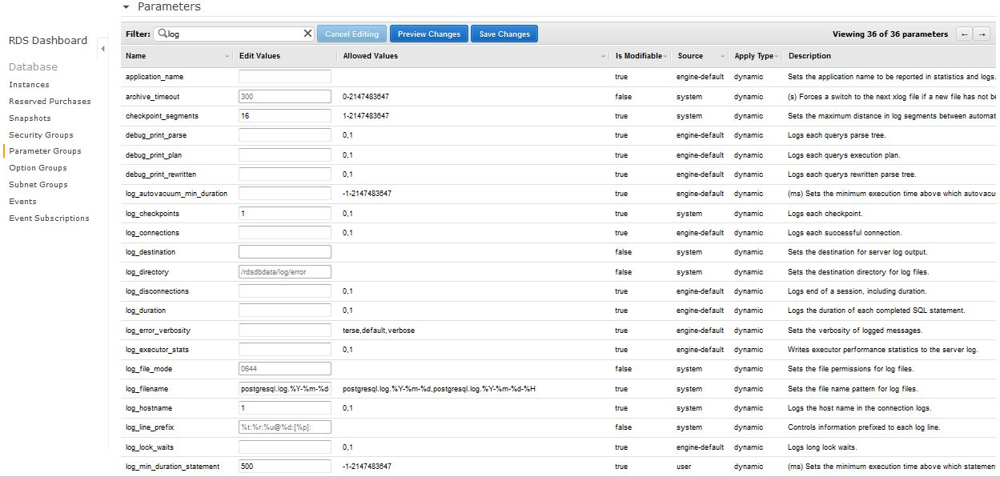 Parameters
RDS Dashboard
Database
Instances
Reserved Purchases
Snapshots
Security Groups
Parameter Groups
Option Groups
Subnet Groups
Events
Event Subscriptions
Filter: log Cancel Editing Preview Changes Save Changes Viewing 36 of 36 parameters
Name Edit Values Allowed Values Is Modifiable Source Apply Type Description
application_name true engine-default dynamic Sets the application name to be reported in statistics and logs.
archive_timeout 300 0-2147483647 false system dynamic (s) Forces a switch to the next xlog file if a new file has not be
checkpoint_segments 16 1-2147483647 true system dynamic Sets the maximum distance in log segments between automat
debug_print_parse 0,1 true engine-default dynamic Logs each querys parse tree.
debug_print_plan 0,1 true engine-default dynamic Logs each querys execution plan.
debug_print_rewritten 0,1 true engine-default dynamic Logs each querys rewritten parse tree.
log_autovacuum_min_duration -1-2147483647 true engine-default dynamic (ms) Sets the minimum execution time above which autovacu
log_checkpoints 1 0,1 true system dynamic Logs each checkpoint.
log_connections 0,1 true engine-default dynamic Logs each successful connection.
log_destination false system dynamic Sets the destination for server log output.
log_directory /rdsdbdata/log/error false system dynamic Sets the destination directory for log files.
log_disconnections 0,1 true engine-default dynamic Logs end of a session, including duration.
log_duration 0,1 true engine-default dynamic Logs the duration of each completed SQL statement.
log_error_verbosity terse,default,verbose true engine-default dynamic Sets the verbosity of logged messages.
log_executor_stats 0,1 true engine-default dynamic Writes executor performance statistics to the server log.
log_file_mode 0644 false system dynamic Sets the file permissions for log files.
log_filename postgresql.log.%Y-%m-%d- postgresql.log.%Y-%m-%d,postgresql.log.%Y-%m-%d-%H true system dynamic Sets the file name pattern for log files.
log_hostname 1 0,1 true system dynamic Logs the host name in the connection logs.
log_line_prefix %t:%r:%u@%d:[%p]: false system dynamic Controls information prefixed to each log line.
log_lock_waits 0,1 true engine-default dynamic Logs long lock waits.
log_min_duration_statement 500 -1-2147483647 true user dynamic (ms) Sets the minimum execution time above which statemen